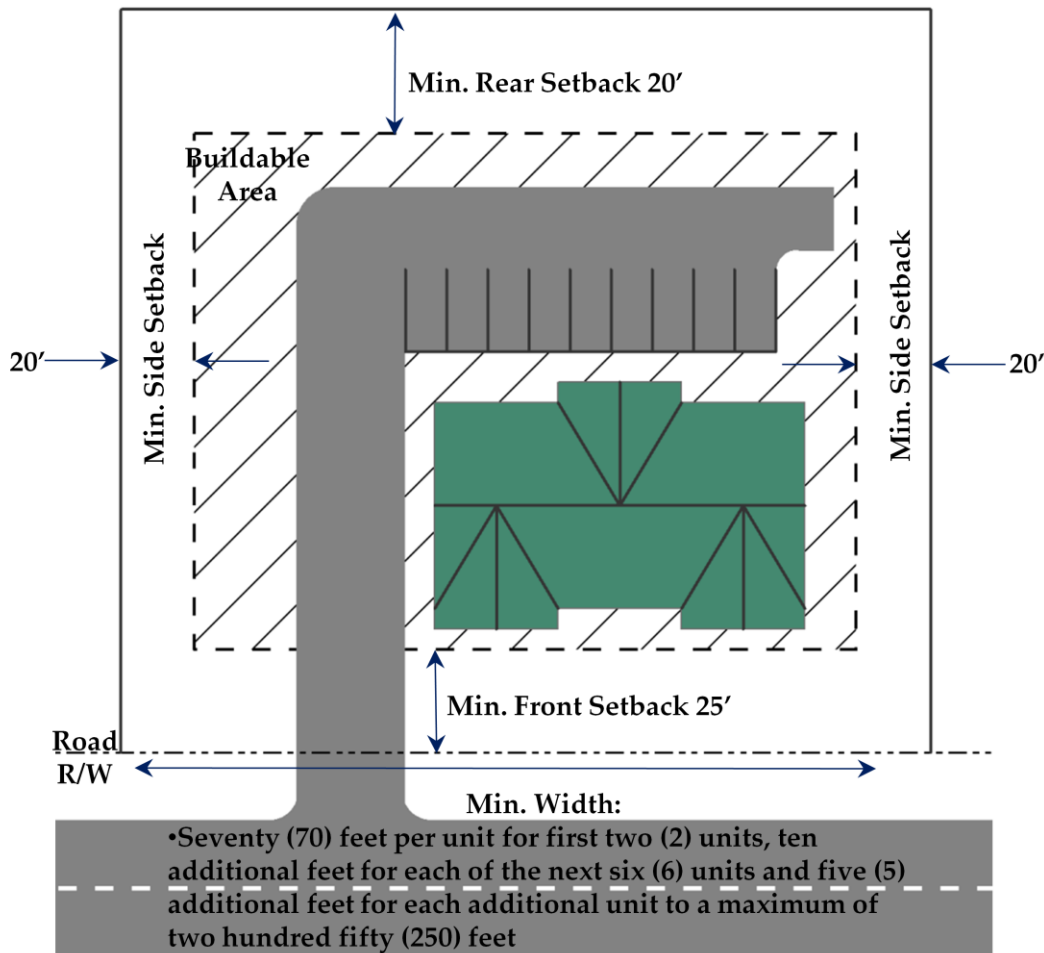 Min. Rear Setback 20’
Buildable
Area
Min. Side Setback
Min. Side Setback
20’
20’
Min. Front Setback 25’
Road
R/W
Min. Width:
•Seventy (70) feet per unit for first two (2) units, ten
additional feet for each of the next six (6) units and five (5)
additional feet for each additional unit to a maximum of
two hundred fifty (250) feet